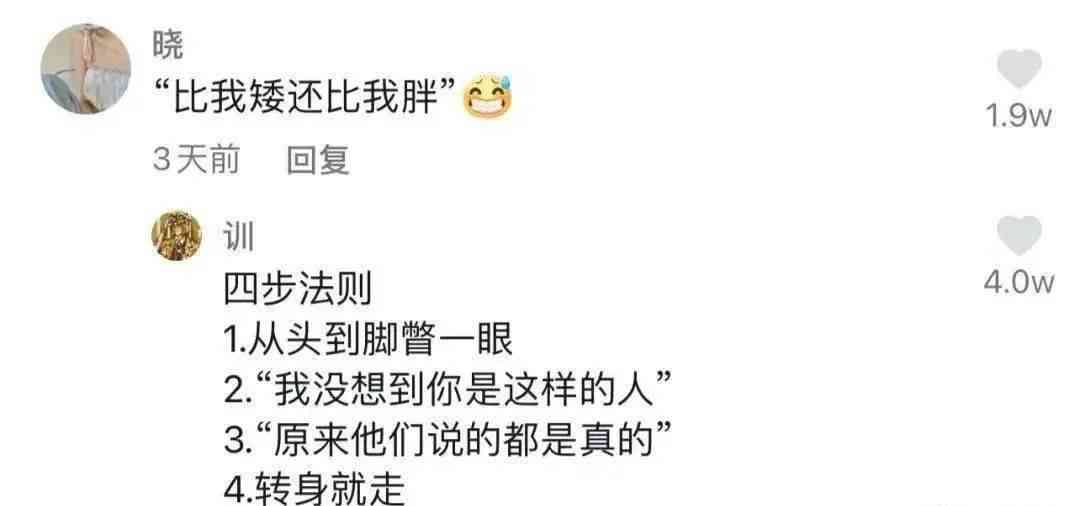 晓
“比我矮还比我胖”😅
1.9w
3天前 回复
训
四步法则
4.0w
1.从头到脚瞥一眼
2.“我没想到你是这样的人”
3.“原来他们说的都是真的”
4.转身就走